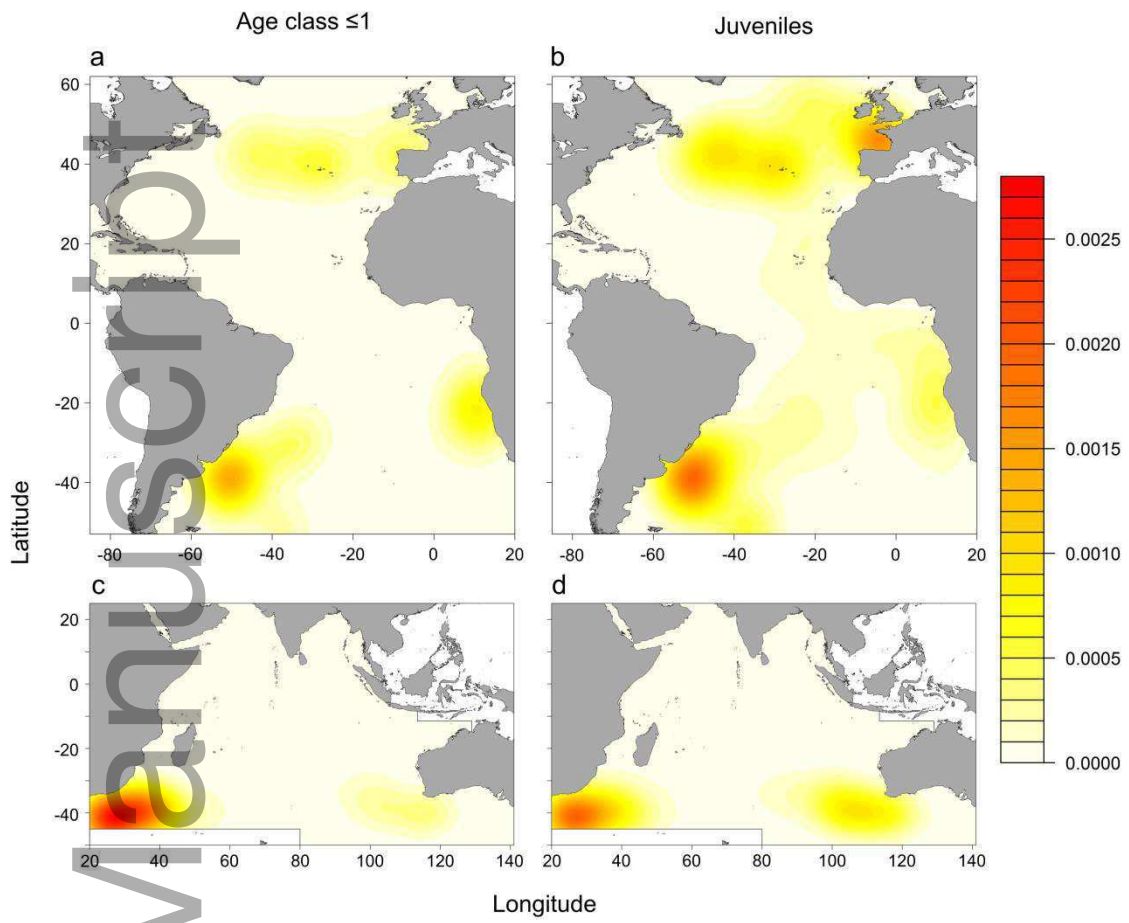 Age class ≤1
Juveniles
a
b
60
40
20
0
-20
-40
-80 -60 -40 -20 0 20
-80 -60 -40 -20 0 20
Latitude
c
d
20
0
-20
-40
20 40 60 80 100 120 140
20 40 60 80 100 120 140
Longitude
0.0025
0.0020
0.0015
0.0010
0.0005
0.0000
Manuscript